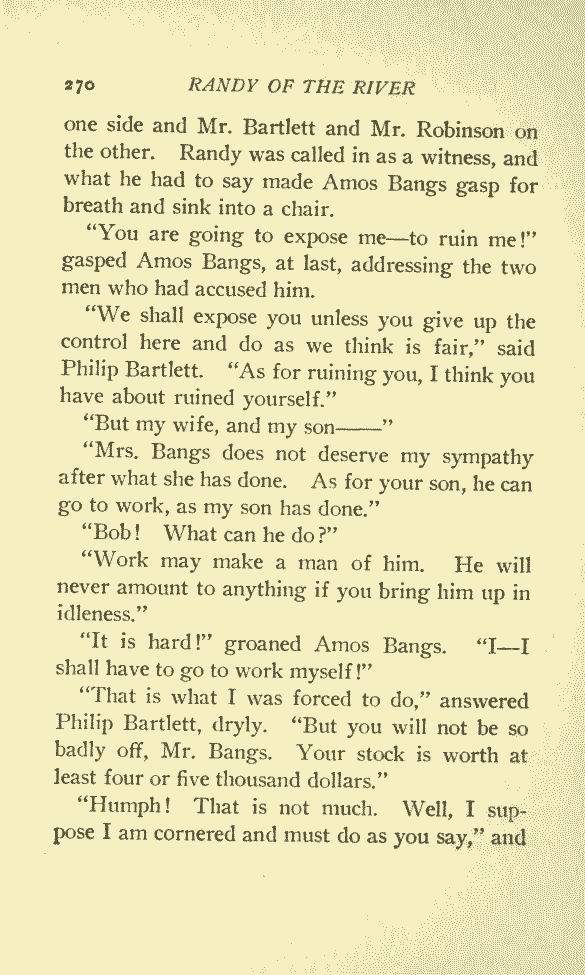 270 RANDY OF THE RIVER
one side and Mr. Bartlett and Mr. Robinson on
the other. Randy was called in as a witness, and
what he had to say made Amos Bangs gasp for
breath and sink into a chair.
“You are going to expose me—to ruin me!”
gasped Amos Bangs, at last, addressing the two
men who had accused him.
“We shall expose you unless you give up the
control here and do as we think is fair,” said
Philip Bartlett. “As for ruining you, I think you
have about ruined yourself.”
“But my wife, and my son——”
“Mrs. Bangs does not deserve my sympathy
after what she has done. As for your son, he can
go to work, as my son has done.”
“Bob! What can he do?”
“Work may make a man of him. He will
never amount to anything if you bring him up in
idleness.”
“It is hard!” groaned Amos Bangs. “I—I
shall have to go to work myself!”
“That is what I was forced to do,” answered
Philip Bartlett, dryly. “But you will not be so
badly off, Mr. Bangs. Your stock is worth at
least four or five thousand dollars.”
“Humph! That is not much. Well, I sup-
pose I am cornered and must do as you say,” and